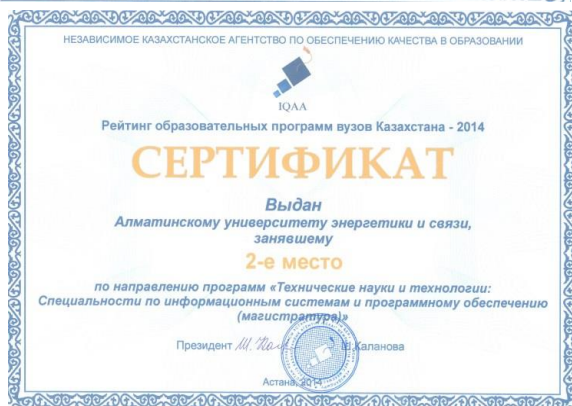 НЕЗАВИСИМОЕ КАЗАХСТАНСКОЕ АГЕНТСТВО ПО ОБЕСПЕЧЕНИЮ КАЧЕСТВА В ОБРАЗОВАНИИ
IQAA
Рейтинг образовательных программ вузов Казахстана - 2014
СЕРТИФИКАТ
Выдан
Алматинскому университету энергетики и связи,
занявшему
2-е место
по направлению программ «Технические науки и технологии:
Специальности по информационным системам и программному обеспечению
(магистратура)»
Президент Ш.Каланова
Астана, 2014